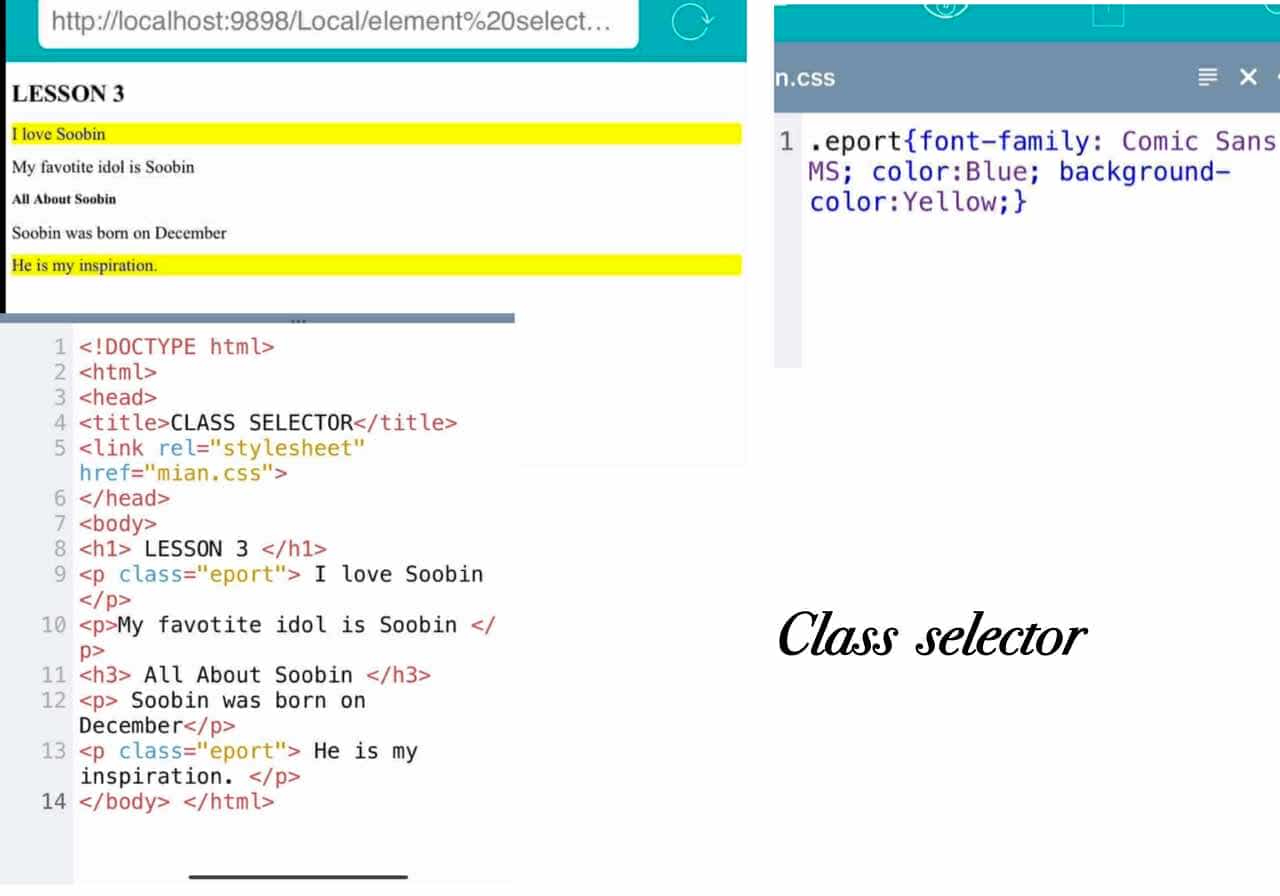 http://localhost:9898/Local/element%20select...
LESSON 3
I love Soobin
My favotite idol is Soobin
All About Soobin
Soobin was born on December
He is my inspiration.
1 <!DOCTYPE html>
2 <html>
3 <head>
4 <title>CLASS SELECTOR</title>
5 <link rel="stylesheet"
href="mian.css">
6 </head>
7 <body>
8 <h1> LESSON 3 </h1>
9 <p class="eport"> I love Soobin
</p>
10 <p>My favotite idol is Soobin </
p>
11 <h3> All About Soobin </h3>
12 <p> Soobin was born on
December</p>
13 <p class="eport"> He is my
inspiration. </p>
14 </body> </html>
n.css
1 .eport{font-family: Comic Sans
MS; color:Blue; background-
color:Yellow;}
Class selector